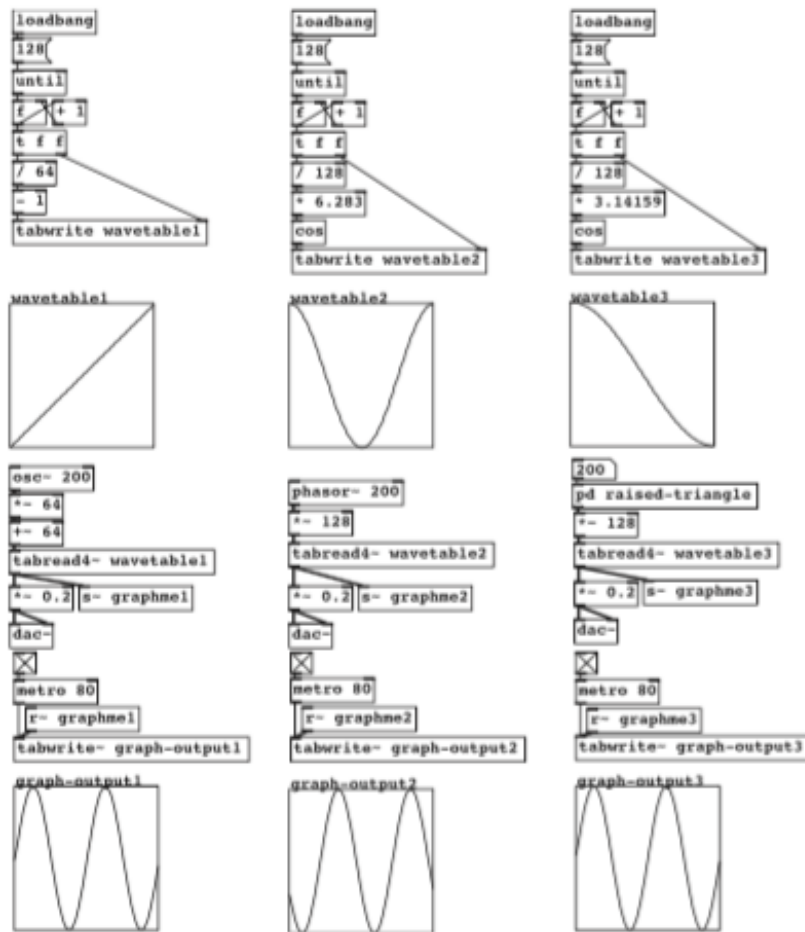 loadbang
128
until
f
+ 1
t f f
/ 64
- 1
tabwrite wavetable1
wavetable1
osc~ 200
*~ 64
+~ 64
tabread4~ wavetable1
*~ 0.2
s~ graphme1
dac~
metro 80
r~ graphme1
tabwrite~ graph-output1
graph-output1
loadbang
128
until
f
+ 1
t f f
/ 128
* 6.283
cos
tabwrite wavetable2
wavetable2
phasor~ 200
*~ 128
tabread4~ wavetable2
*~ 0.2
s~ graphme2
dac~
metro 80
r~ graphme2
tabwrite~ graph-output2
graph-output2
loadbang
128
until
f
+ 1
t f f
/ 128
* 3.14159
cos
tabwrite wavetable3
wavetable3
200
pd raised-triangle
*~ 128
tabread4~ wavetable3
*~ 0.2
s~ graphme3
dac~
metro 80
r~ graphme3
tabwrite~ graph-output3
graph-output3